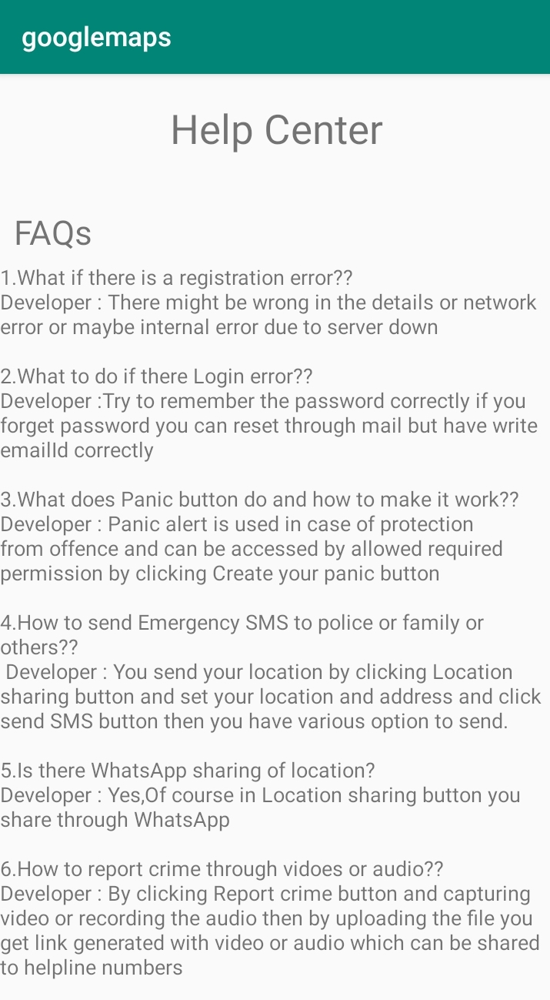 googlemaps
Help Center
FAQs
1.What if there is a registration error??
Developer : There might be wrong in the details or network
error or maybe internal error due to server down
2.What to do if there Login error??
Developer :Try to remember the password correctly if you
forget password you can reset through mail but have write
emailId correctly
3.What does Panic button do and how to make it work??
Developer : Panic alert is used in case of protection
from offence and can be accessed by allowed required
permission by clicking Create your panic button
4.How to send Emergency SMS to police or family or
others??
Developer : You send your location by clicking Location
sharing button and set your location and address and click
send SMS button then you have various option to send.
5.Is there WhatsApp sharing of location?
Developer : Yes,Of course in Location sharing button you
share through WhatsApp
6.How to report crime through vidoes or audio??
Developer : By clicking Report crime button and capturing
video or recording the audio then by uploading the file you
get link generated with video or audio which can be shared
to helpline numbers